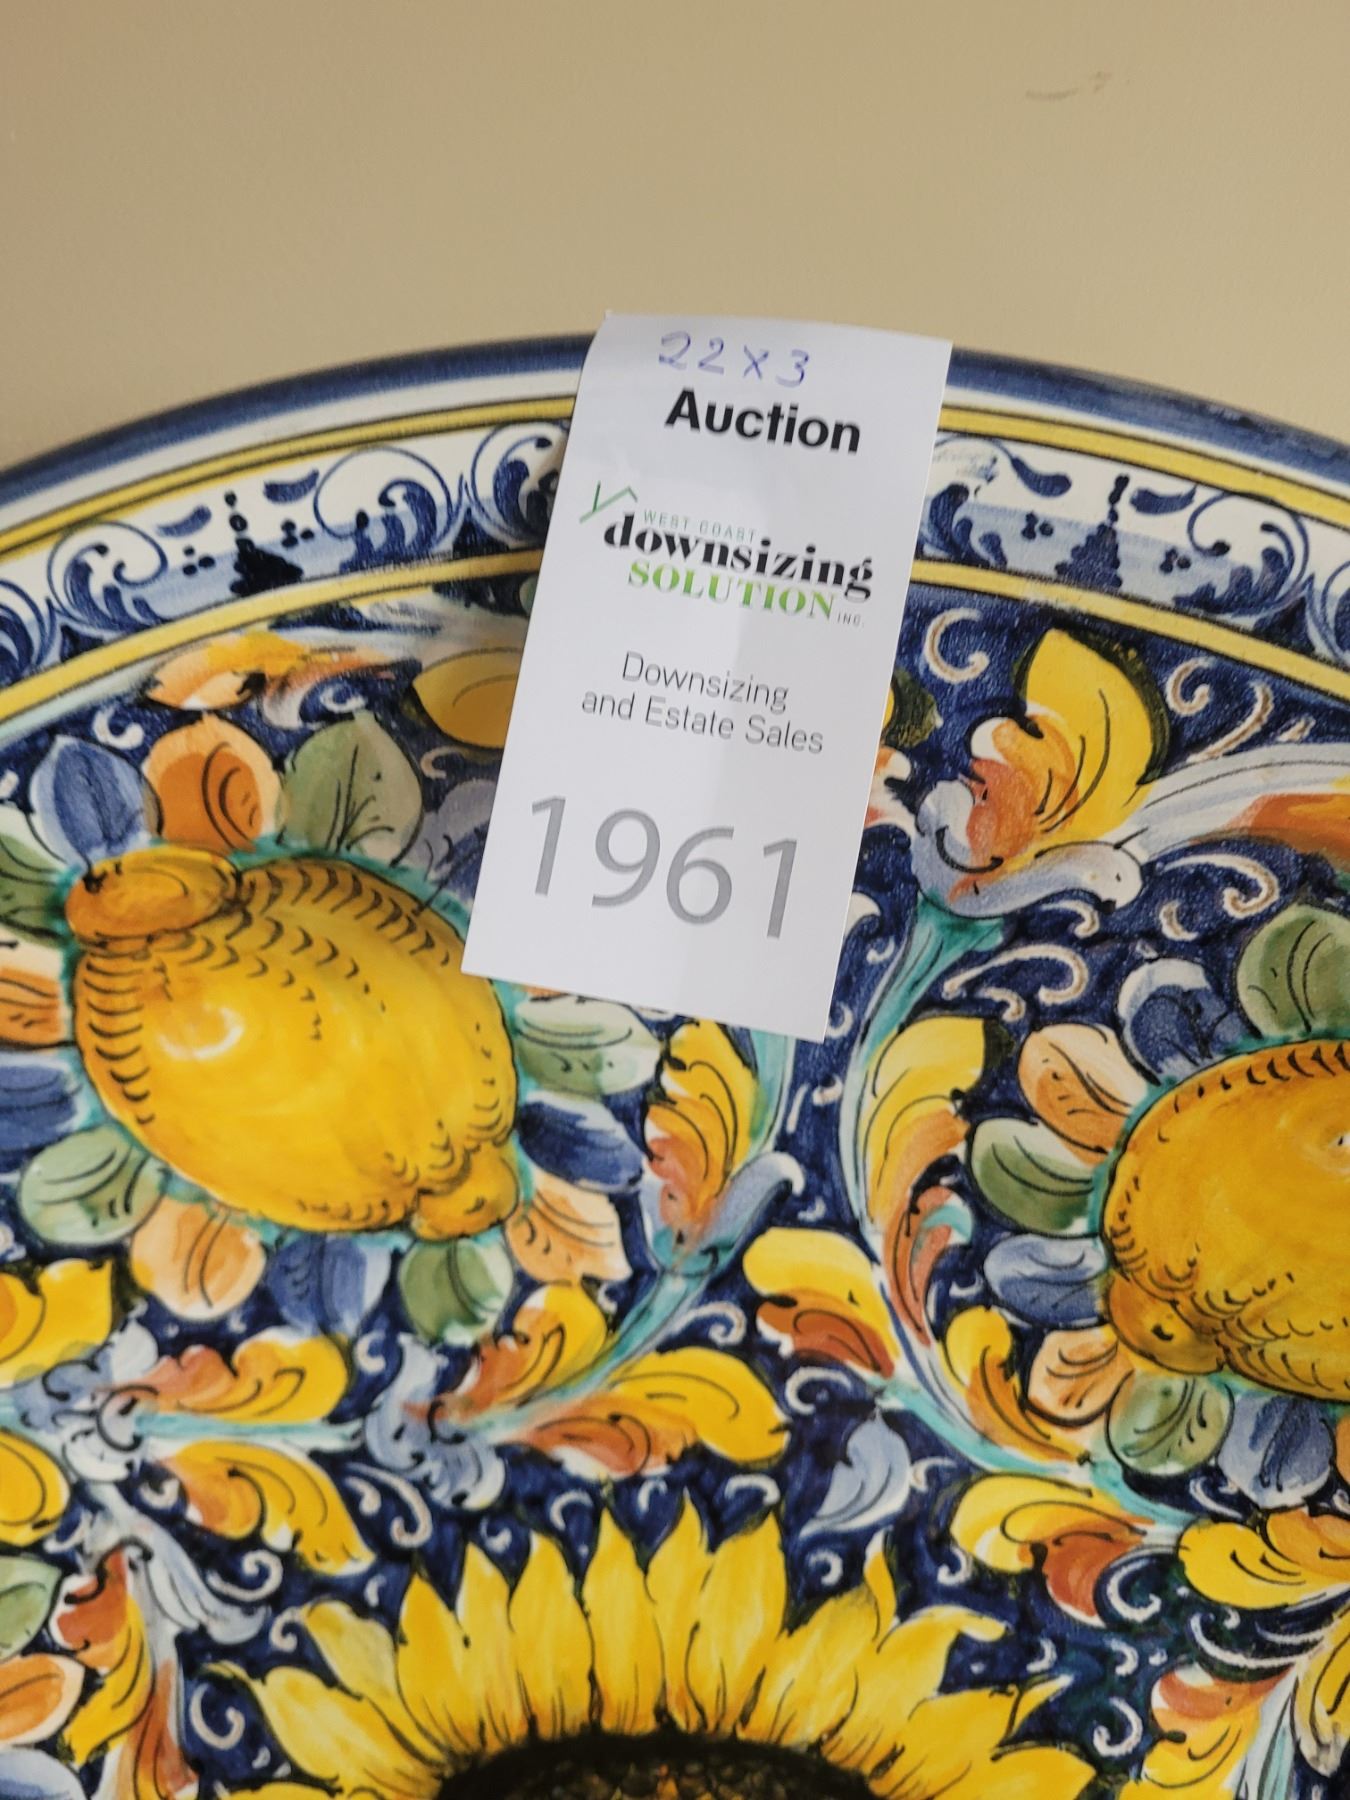 22 x 3
Auction
WEST COAST
downsizing
SOLUTION INC.
Downsizing
and Estate Sales
1961